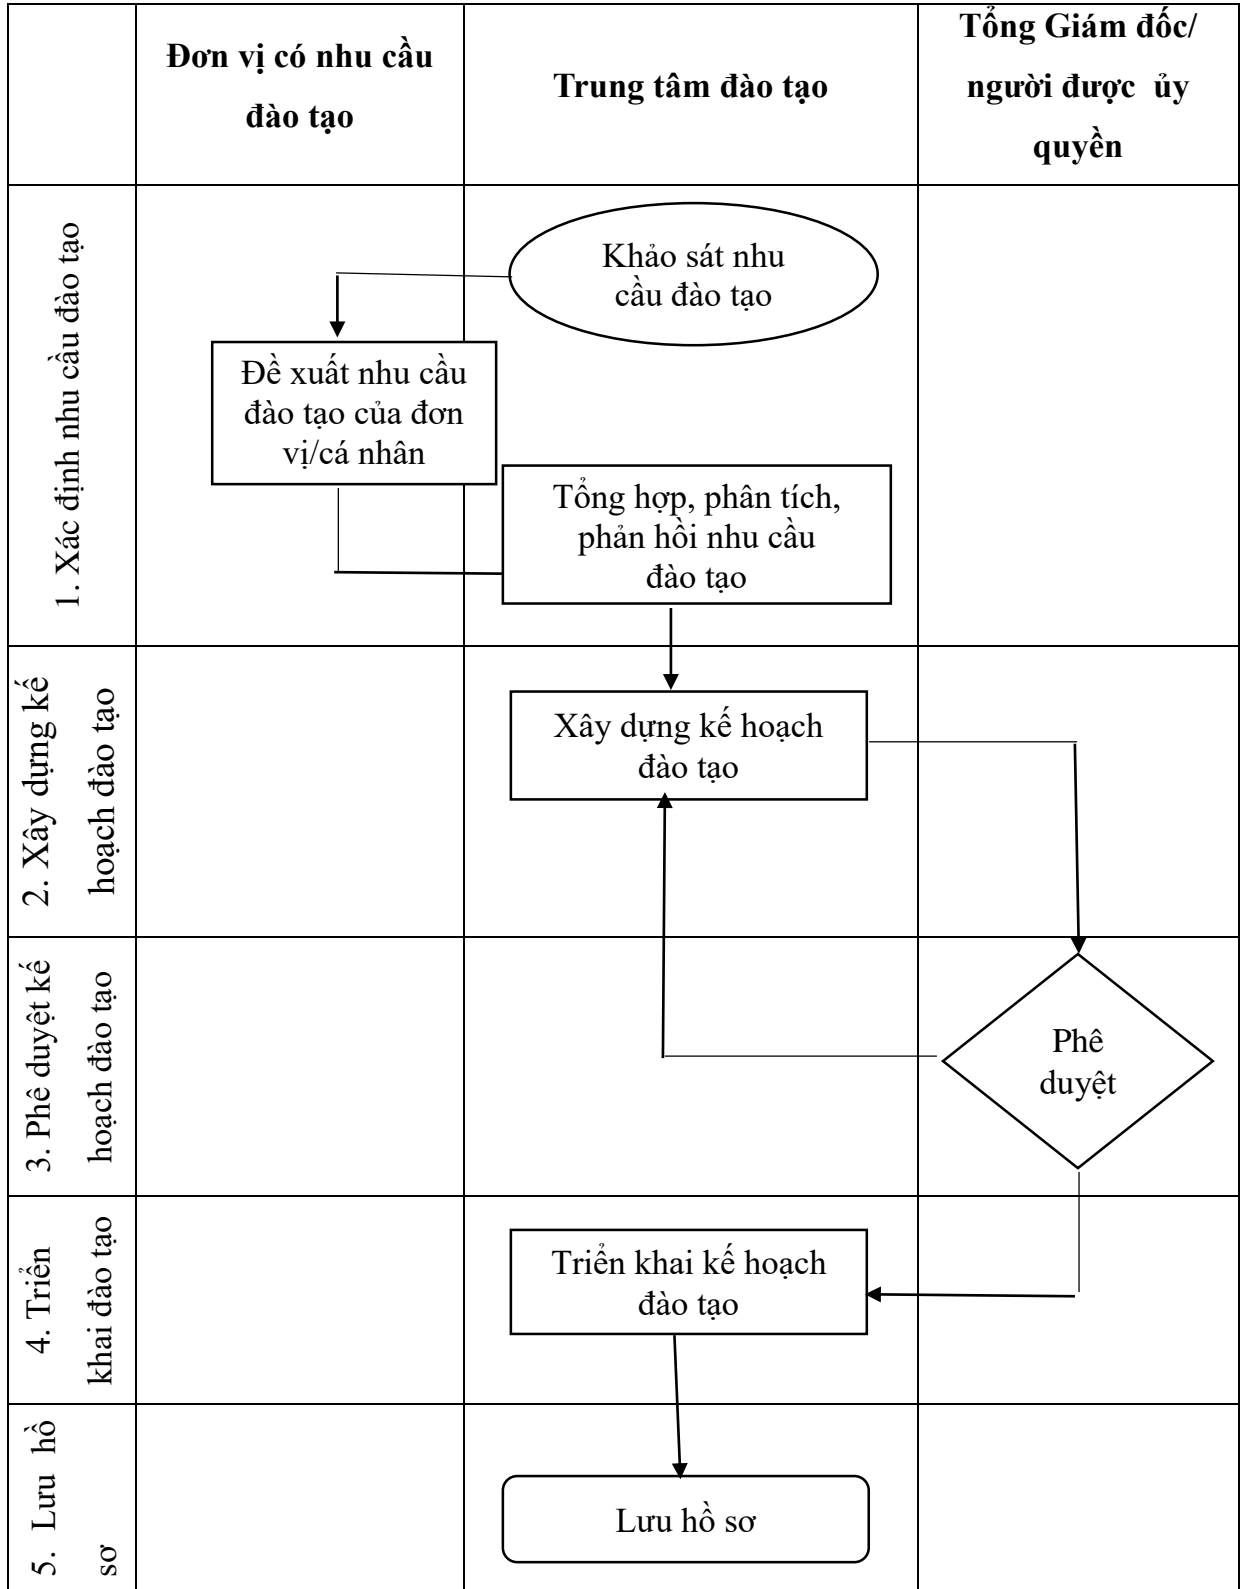 Đơn vị có nhu cầu
đào tạo
Trung tâm đào tạo
Tổng Giám đốc/
người được ủy
quyền
1. Xác định nhu cầu đào tạo
Khảo sát nhu
cầu đào tạo
Đề xuất nhu cầu
đào tạo của đơn
vị/cá nhân
Tổng hợp, phân tích,
phản hồi nhu cầu
đào tạo
2. Xây dựng kế
hoạch đào tạo
Xây dựng kế hoạch
đào tạo
3. Phê duyệt kế
hoạch đào tạo
Phê
duyệt
4. Triển
khai đào tạo
Triển khai kế hoạch
đào tạo
5. Lưu hồ
sơ
Lưu hồ sơ